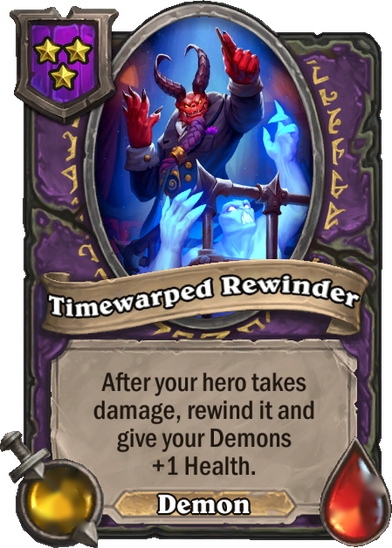 Timewarped Rewinder
After your hero takes
damage, rewind it and
give your Demons
+1 Health.
Demon